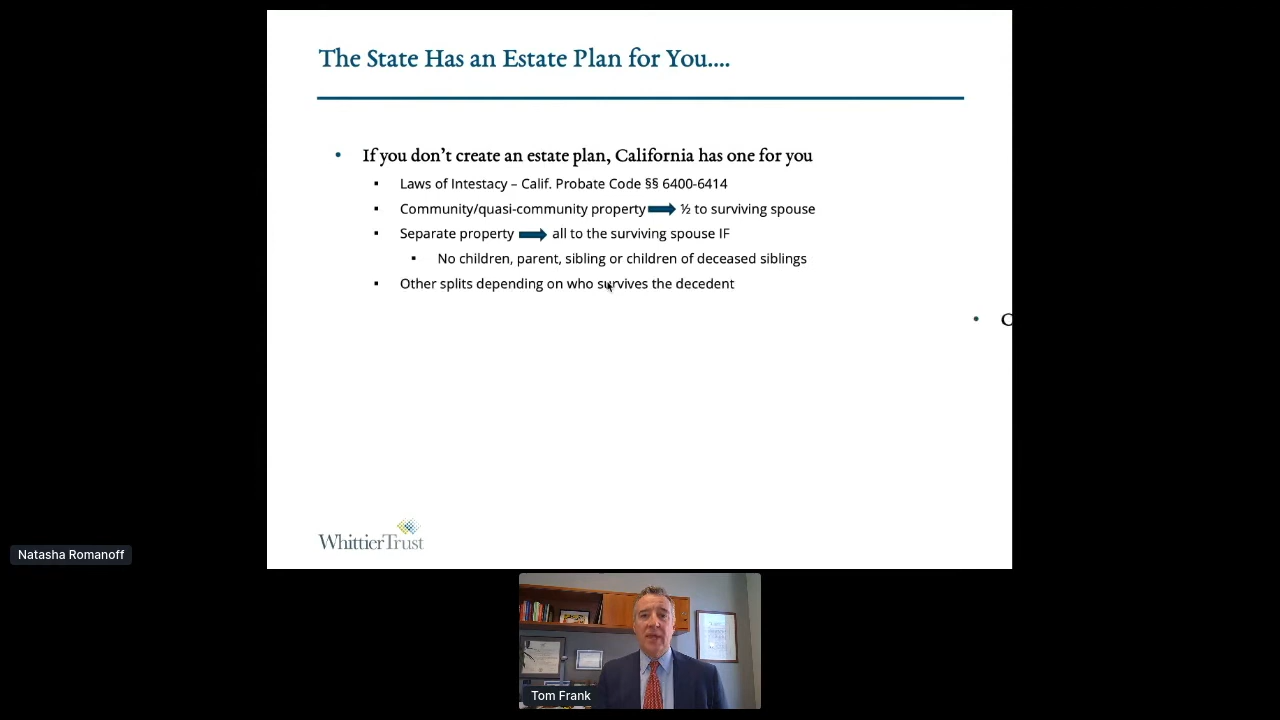 The State Has an Estate Plan for You....
• If you don’t create an estate plan, California has one for you
▪ Laws of Intestacy – Calif. Probate Code §§ 6400-6414
▪ Community/quasi-community property ➡ ½ to surviving spouse
▪ Separate property ➡ all to the surviving spouse IF
▪ No children, parent, sibling or children of deceased siblings
▪ Other splits depending on who survives the decedent
WhittierTrust
Natasha Romanoff
Tom Frank